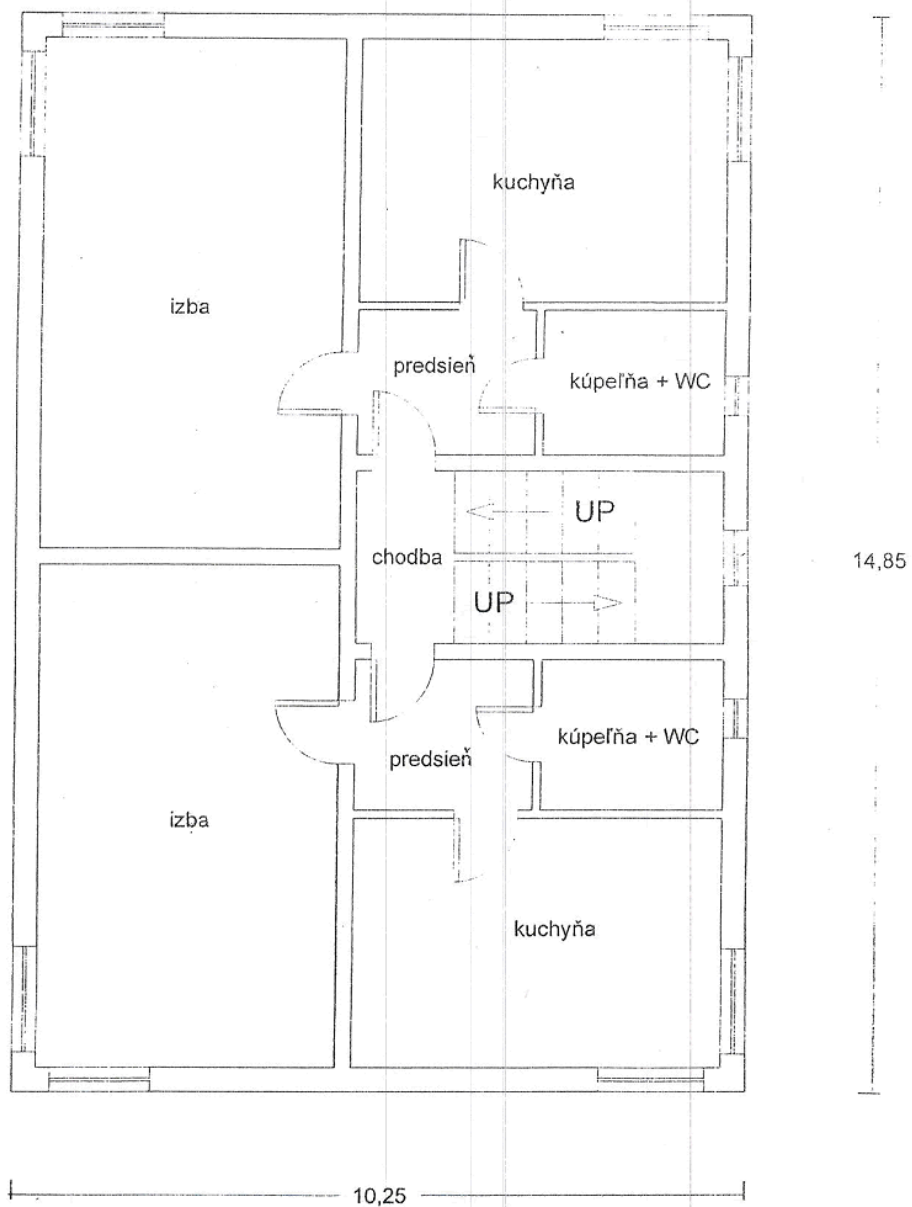 kuchyňa
izba
predsieň
kúpeľňa + WC
UP
chodba
14,85
UP
kúpeľňa + WC
predsieň
izba
kuchyňa
10,25